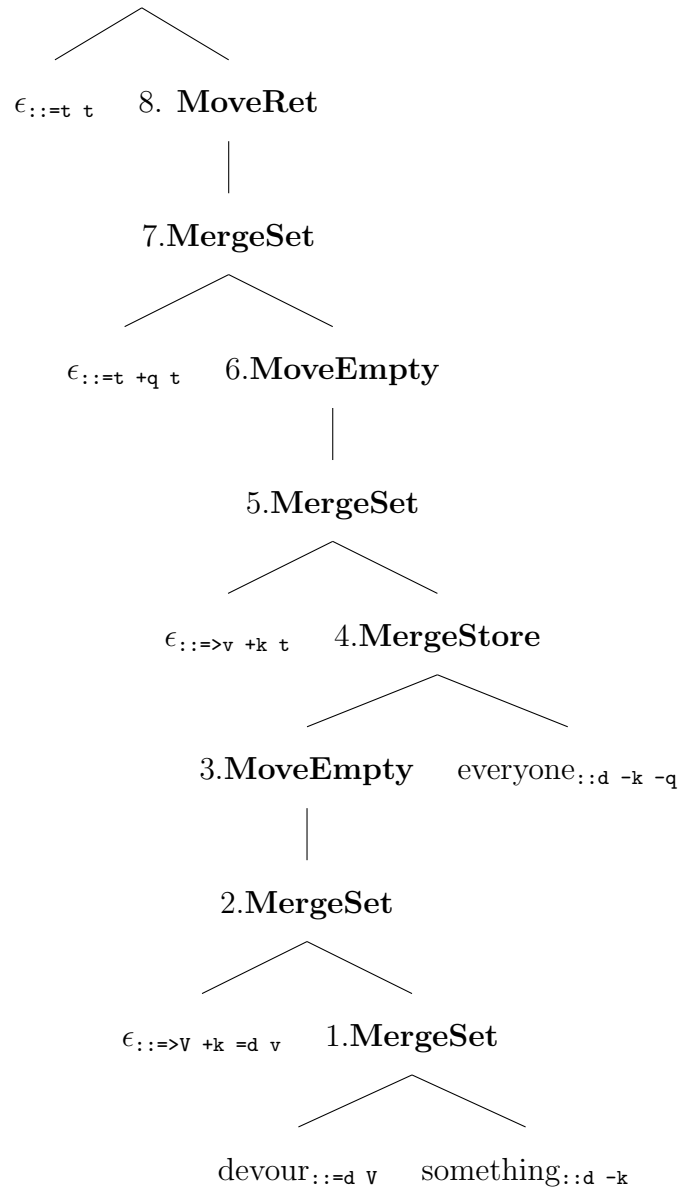 ϵ::=t t 8. MoveRet
7.MergeSet
ϵ::=t +q t 6.MoveEmpty
5.MergeSet
ϵ::=>v +k t 4.MergeStore
3.MoveEmpty everyone::d -k -q
2.MergeSet
ϵ::=>V +k =d v 1.MergeSet
devour::=d V something::d -k